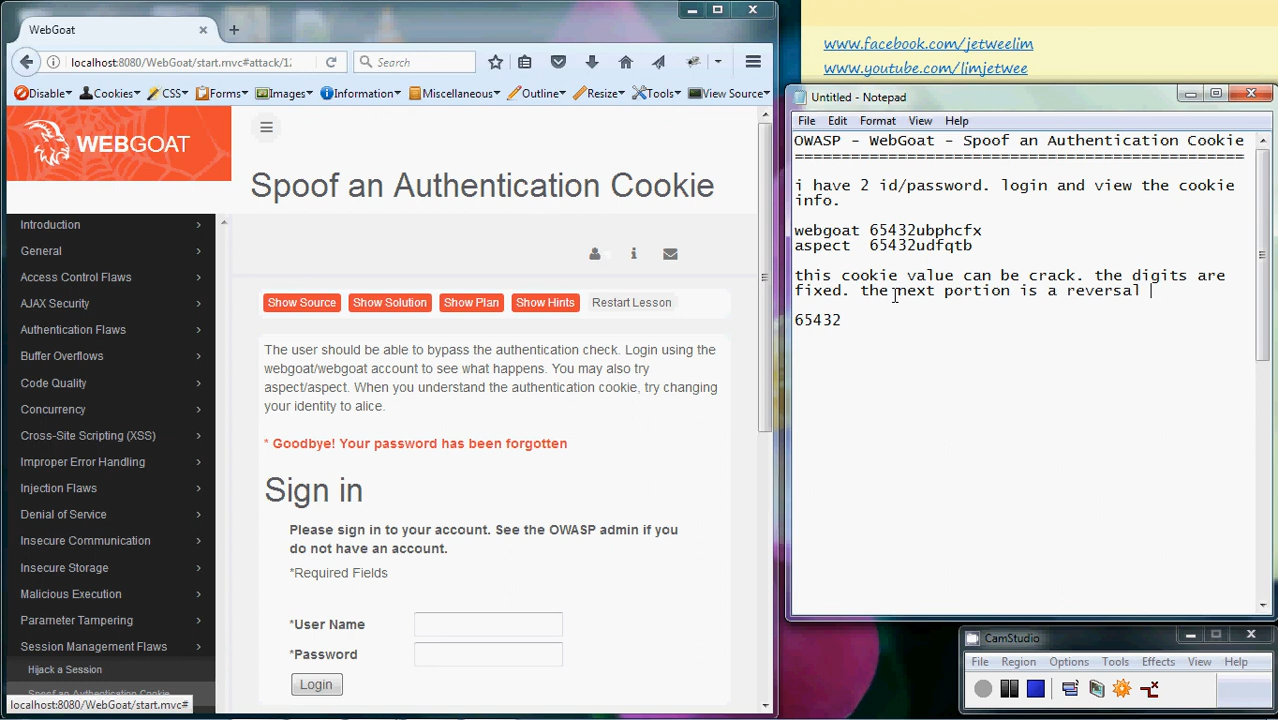 WebGoat
www.facebook.com/jetweelim
www.youtube.com/limjetwee
localhost:8080/WebGoat/start.mvc#attack/12
Search
Disable Cookies CSS Forms Images Information Miscellaneous Outline Resize Tools View Source
WEBGOAT
Spoof an Authentication Cookie
Introduction
General
Access Control Flaws
AJAX Security
Authentication Flaws
Buffer Overflows
Code Quality
Concurrency
Cross-Site Scripting (XSS)
Improper Error Handling
Injection Flaws
Denial of Service
Insecure Communication
Insecure Storage
Malicious Execution
Parameter Tampering
Session Management Flaws
Hijack a Session
Spoof an Authentication Cookie
localhost:8080/WebGoat/start.mvc#
Show Source Show Solution Show Plan Show Hints Restart Lesson
The user should be able to bypass the authentication check. Login using the
webgoat/webgoat account to see what happens. You may also try
aspect/aspect. When you understand the authentication cookie, try changing
your identity to alice.
* Goodbye! Your password has been forgotten
Sign in
Please sign in to your account. See the OWASP admin if you
do not have an account.
*Required Fields
*User Name
*Password
Login
Untitled - Notepad
File Edit Format View Help
OWASP - WebGoat - Spoof an Authentication Cookie
================================================
i have 2 id/password. login and view the cookie
info.
webgoat 65432ubphcfx
aspect 65432udfqtb
this cookie value can be crack. the digits are
fixed. the next portion is a reversal
65432
CamStudio
File Region Options Tools Effects View Help